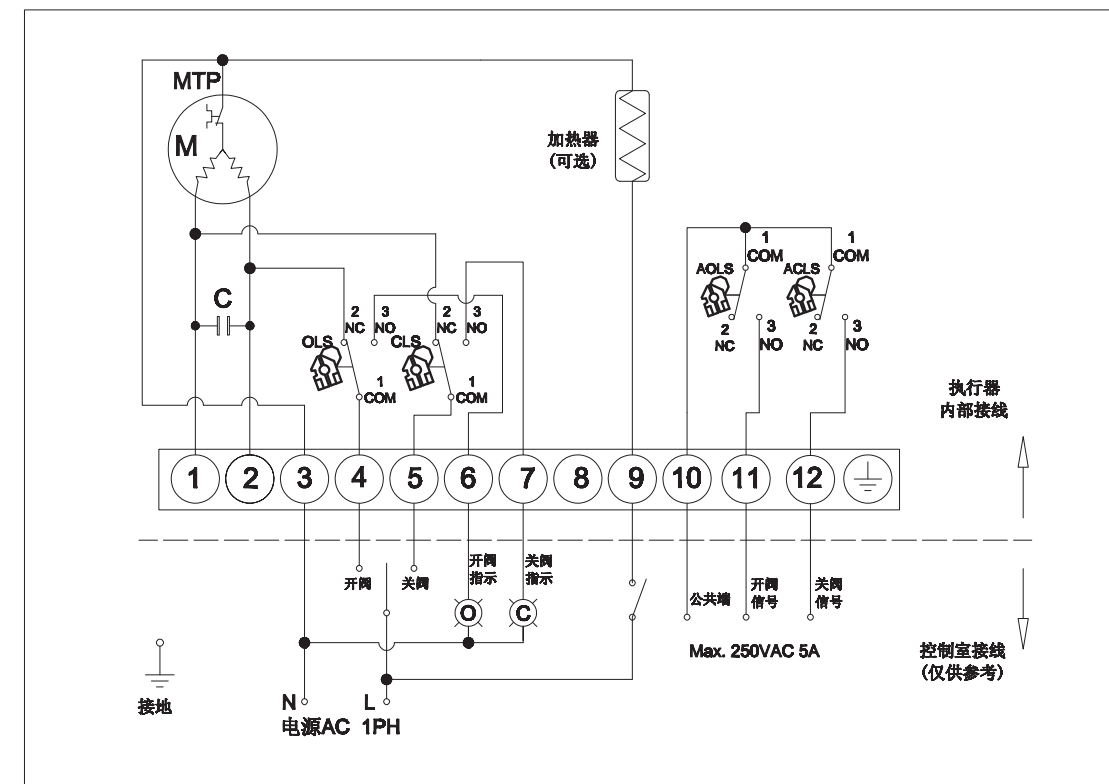 MTP
M
加热器
(可选)
C
2
NC
3
NO
2
NC
3
NO
OLS
CLS
1
COM
1
COM
1
COM
1
COM
AOLS
ACLS
2
NC
3
NO
2
NC
3
NO
执行器
内部接线
1 2 3 4 5 6 7 8 9 10 11 12
开阀
关阀
开阀
指示
关阀
指示
O
C
公共端
开阀
信号
关阀
信号
Max. 250VAC 5A
控制室接线
(仅供参考)
接地
N
L
电源AC 1PH